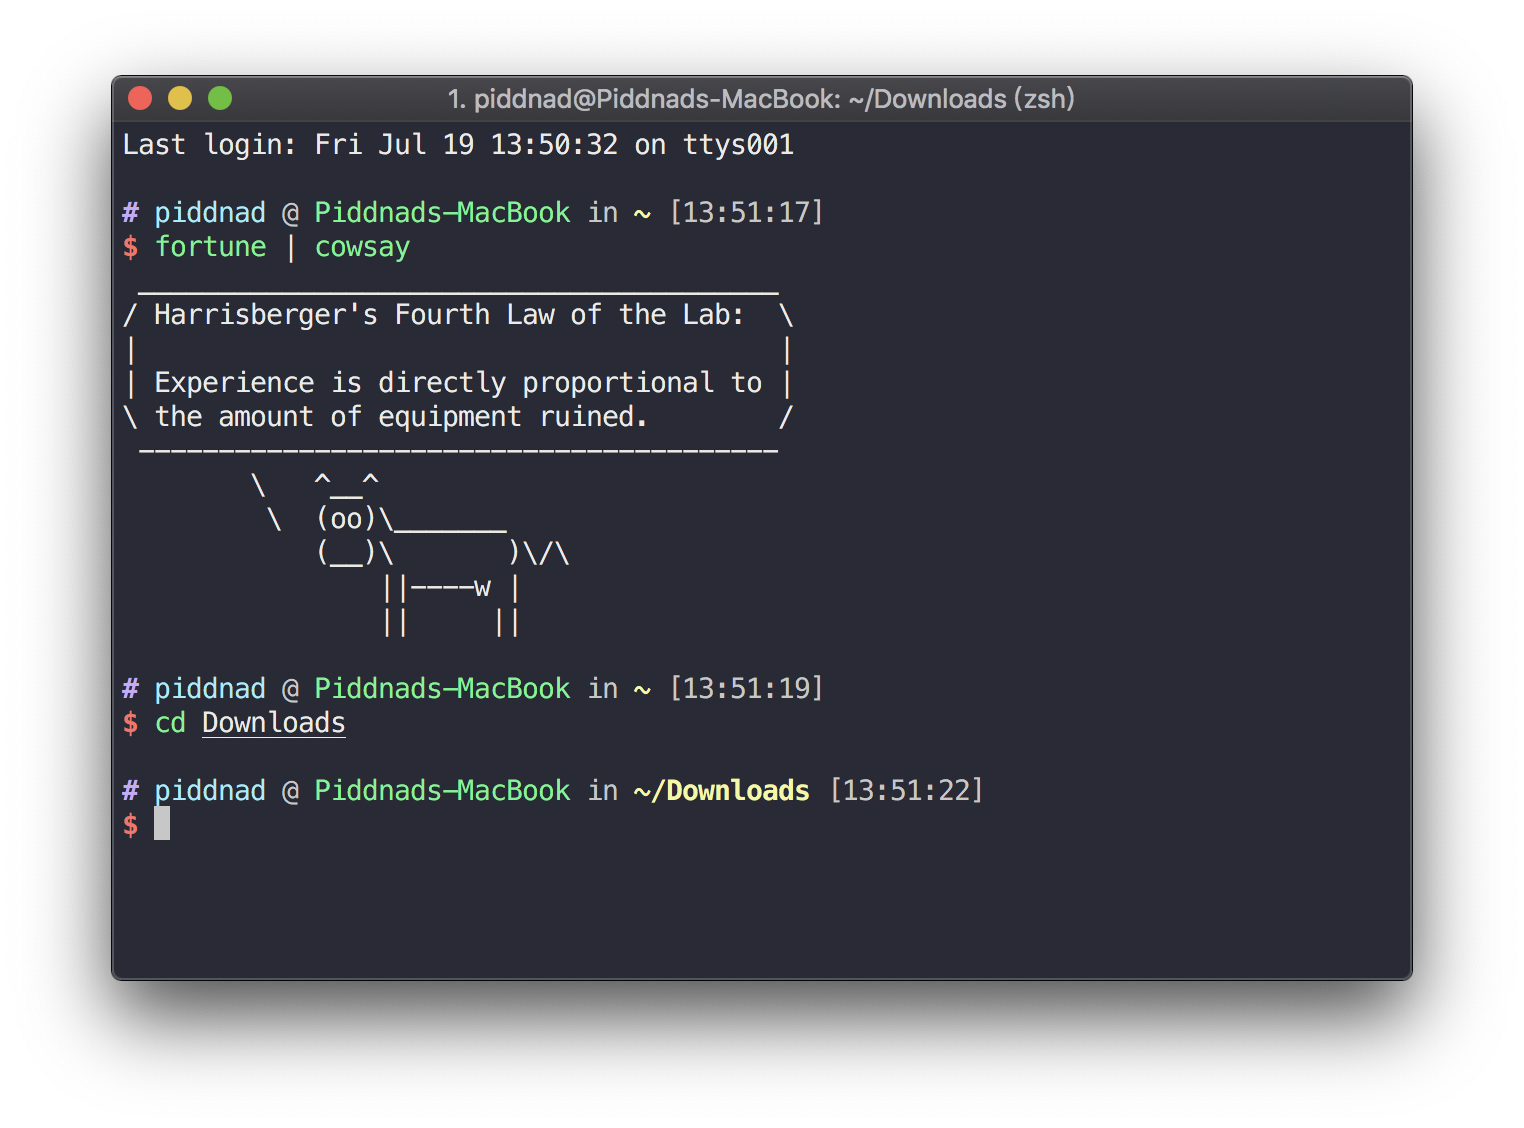 1. piddnad@Piddnads-MacBook: ~/Downloads (zsh)
Last login: Fri Jul 19 13:50:32 on ttys001
# piddnad @ Piddnads-MacBook in ~ [13:51:17]
$ fortune | cowsay
 ________________________________________
/ Harrisberger's Fourth Law of the Lab:  \
|                                        |
| Experience is directly proportional to |
\ the amount of equipment ruined.        /
 ----------------------------------------
        \   ^__^
         \  (oo)\_______
            (__)\       )\/\
                ||----w |
                ||     ||
# piddnad @ Piddnads-MacBook in ~ [13:51:19]
$ cd Downloads
# piddnad @ Piddnads-MacBook in ~/Downloads [13:51:22]
$